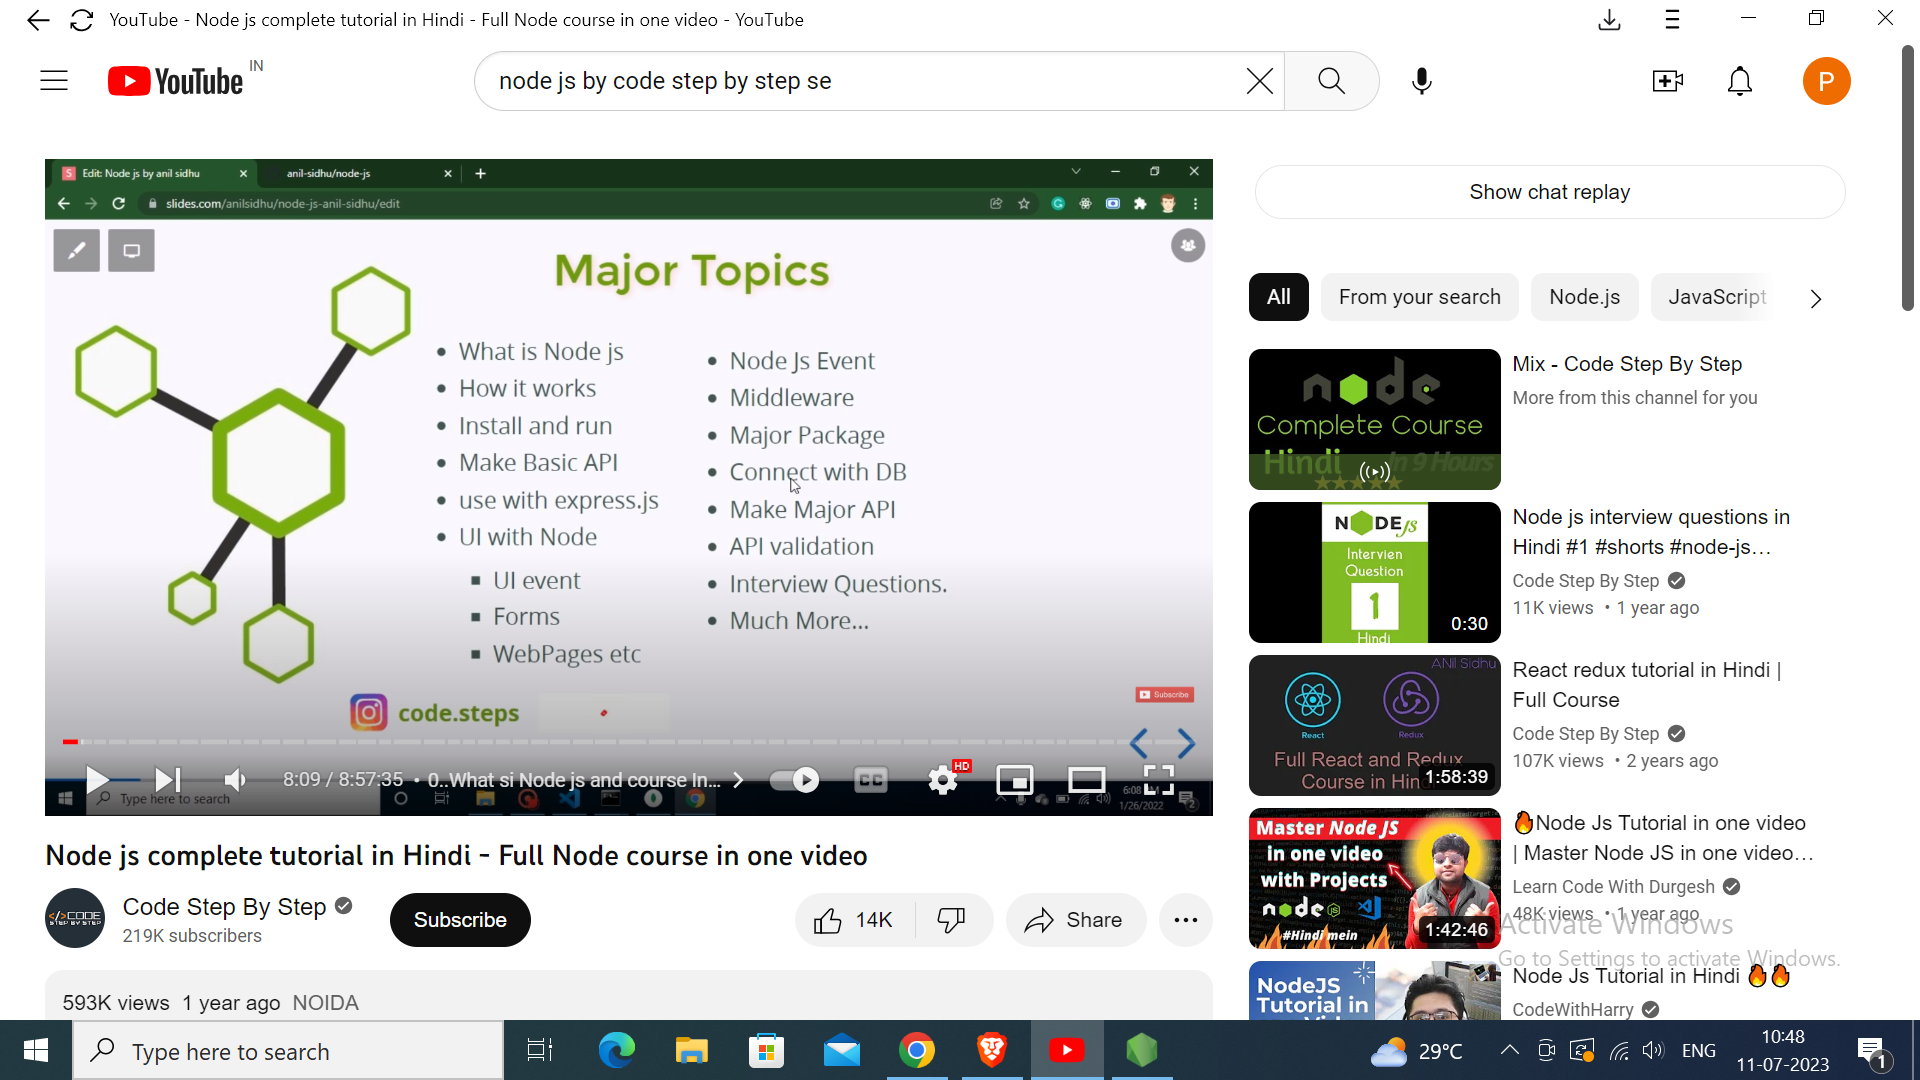 YouTube - Node js complete tutorial in Hindi - Full Node course in one video - YouTube
YouTube IN
node js by code step by step se
P
Edit: Node js by anil sidhu
anil-sidhu/node-js
slides.com/anilsidhu/node-js-anil-sidhu/edit
Major Topics
What is Node js
How it works
Install and run
Make Basic API
use with express.js
UI with Node
UI event
Forms
WebPages etc
Node Js Event
Middleware
Major Package
Connect with DB
Make Major API
API validation
Interview Questions.
Much More...
code.steps
Subscribe
8:09 / 8:57:35 • 0..What si Node js and course In...
CC
HD
Type here to search
1/26/2022
2
Node js complete tutorial in Hindi - Full Node course in one video
</>CODE
STEP BY STEP
Code Step By Step
219K subscribers
Subscribe
14K
Share
593K views 1 year ago NOIDA
Show chat replay
All
From your search
Node.js
JavaScript
node
Complete Course
Hindi in 9 Hours
Mix - Code Step By Step
More from this channel for you
NODE JS
Intervien
Question
1
Hindi
0:30
Node js interview questions in
Hindi #1 #shorts #node-js...
Code Step By Step
11K views • 1 year ago
ANil Sidhu
React
Redux
Full React and Redux
Course in Hin
1:58:39
React redux tutorial in Hindi |
Full Course
Code Step By Step
107K views • 2 years ago
Master Node JS
in one video
with Projects
node JS
#Hindi mein
1:42:46
Node Js Tutorial in one video
| Master Node JS in one video...
Learn Code With Durgesh
48K views • 1 year ago
Activate Windows
Go to Settings to activate Windows.
NodeJS
Tutorial in
Node Js Tutorial in Hindi
CodeWithHarry
Type here to search
29°C
ENG
10:48
11-07-2023
1